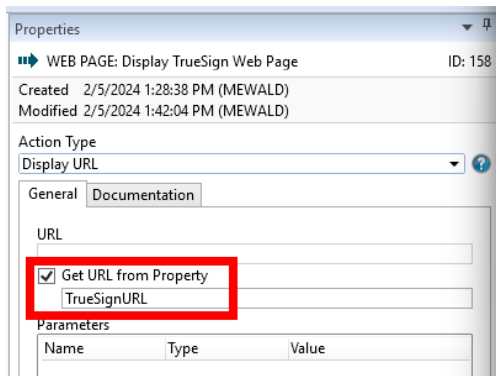 Properties
WEB PAGE: Display TrueSign Web Page ID: 158
Created 2/5/2024 1:28:38 PM (MEWALD)
Modified 2/5/2024 1:42:04 PM (MEWALD)
Action Type
Display URL
General Documentation
URL
Get URL from Property
TrueSignURL
Parameters
Name Type Value